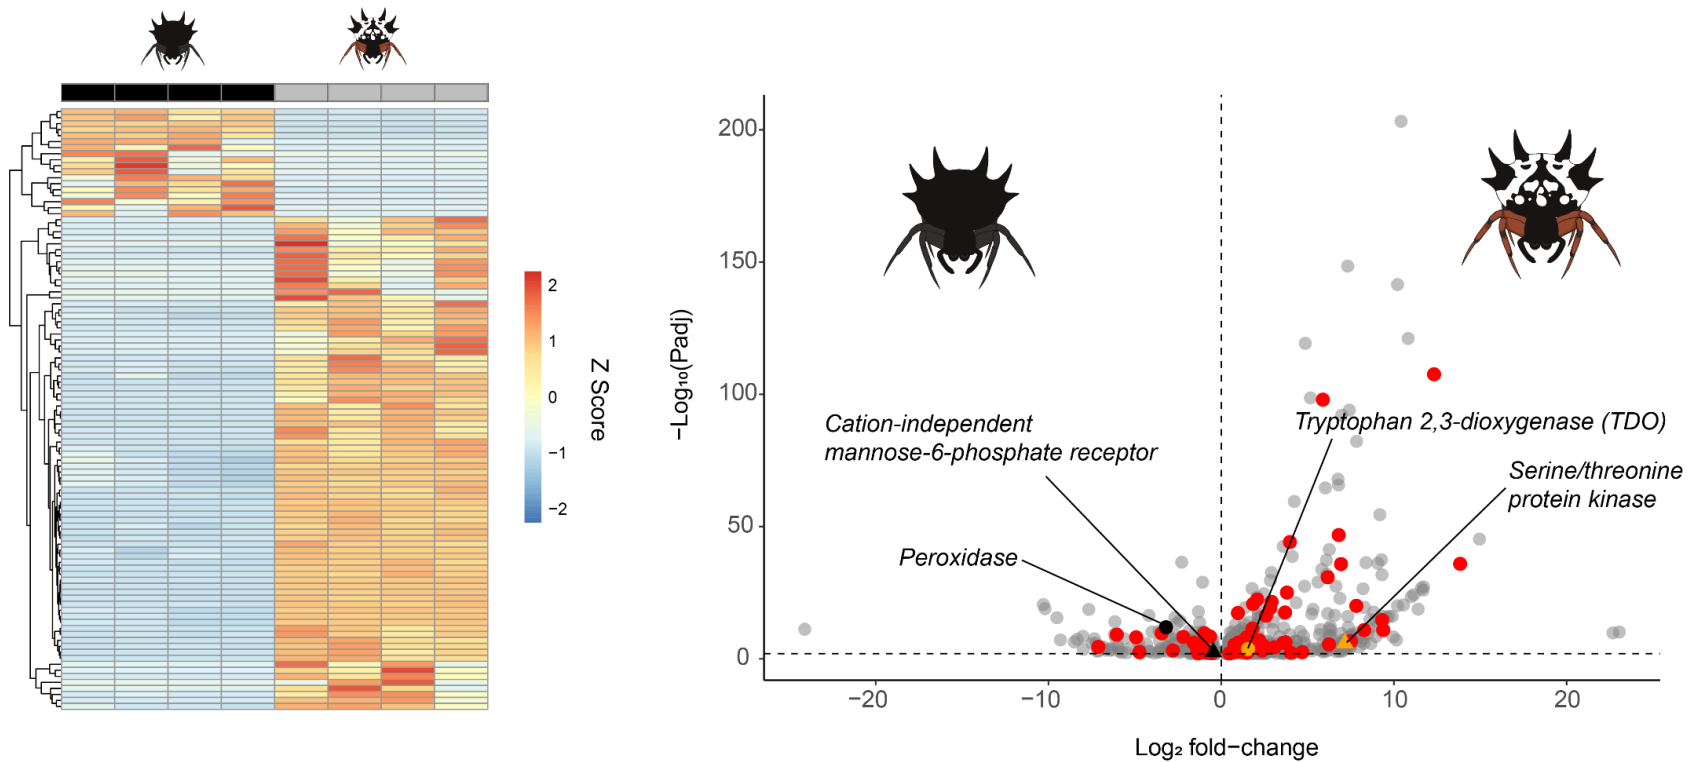 2
1
0
−1
−2
Z Score
200
150
100
50
0
−Log₁₀(Padj)
Cation-independent
mannose-6-phosphate receptor
Peroxidase
Tryptophan 2,3-dioxygenase (TDO)
Serine/threonine
protein kinase
−20
−10
0
10
20
Log₂ fold−change